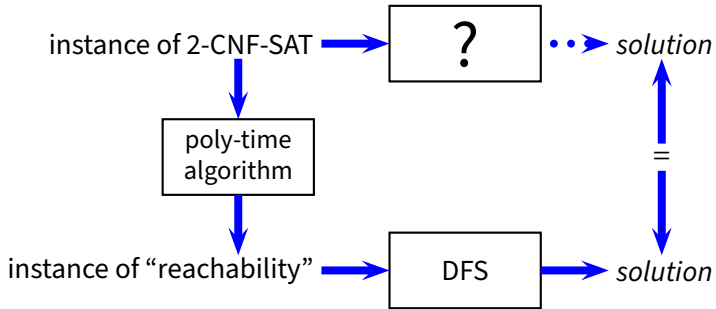 instance of 2-CNF-SAT
?
solution
poly-time
algorithm
=
instance of “reachability”
DFS
solution